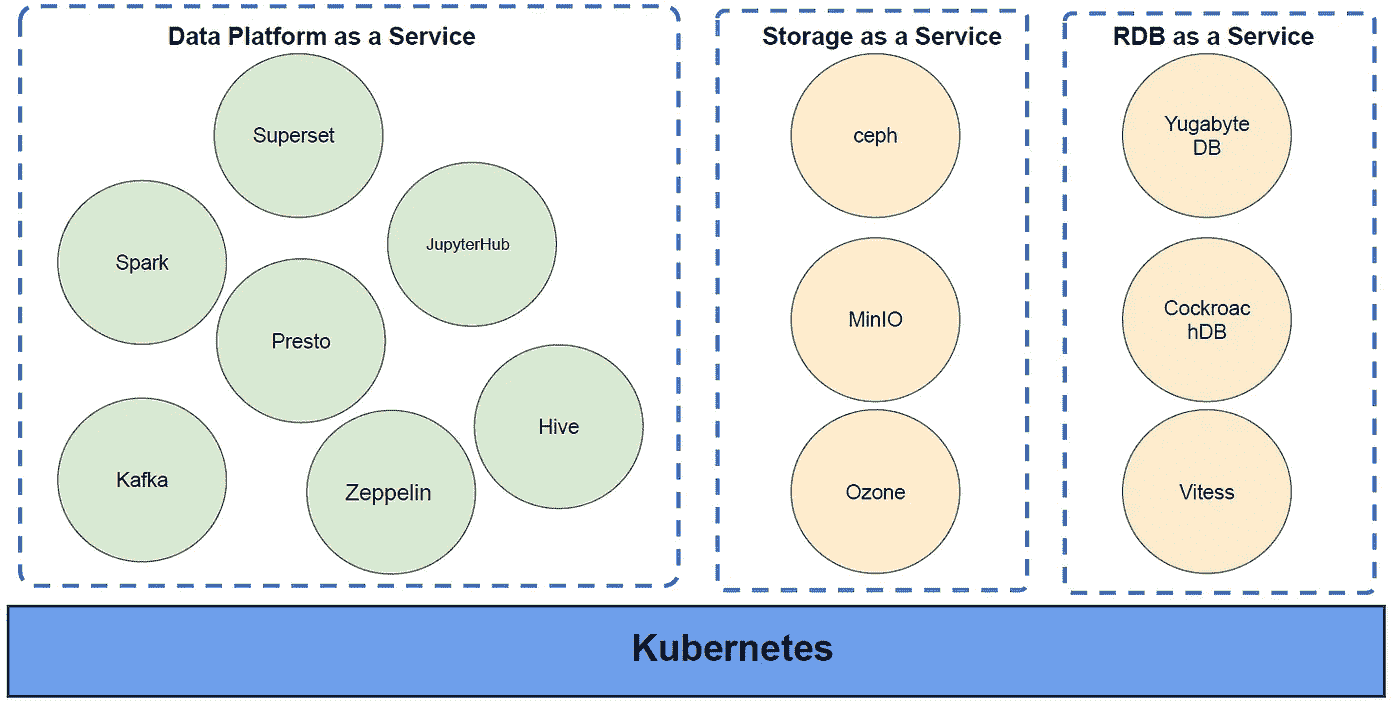 Data Platform as a Service
Superset
JupyterHub
Spark
Presto
Hive
Kafka
Zeppelin
Storage as a Service
ceph
MinIO
Ozone
RDB as a Service
Yugabyte
DB
Cockroac
hDB
Vitess
Kubernetes